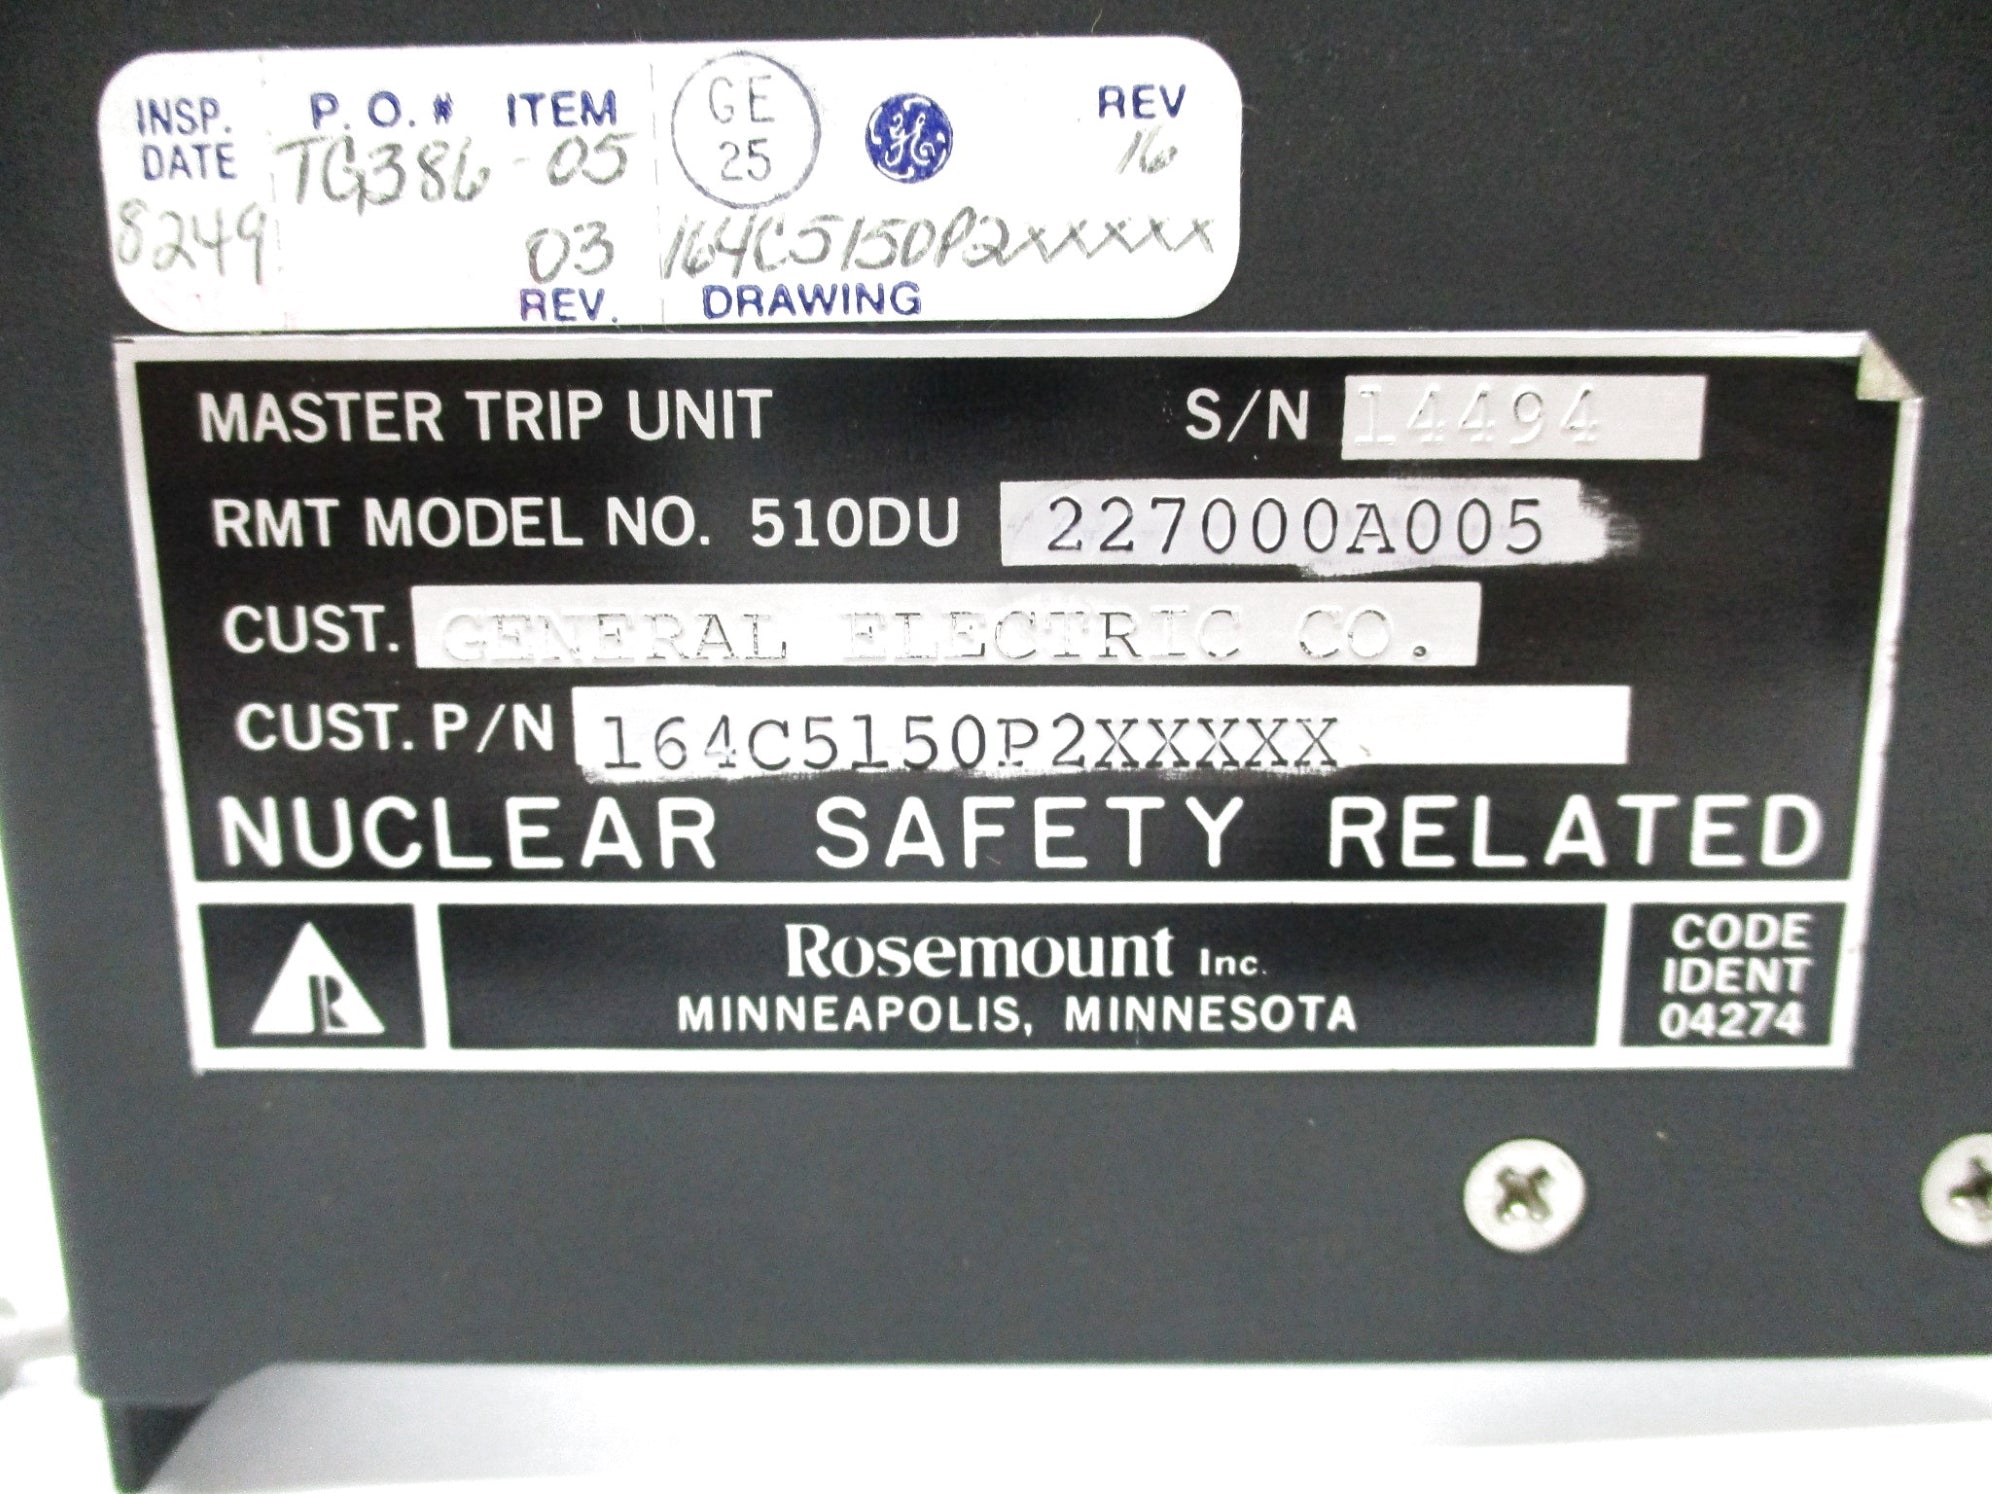 INSP. P.O.# ITEM GE REV
DATE TG386-05 25 16
8249 03 164C5150P2xxxxx
REV. DRAWING
MASTER TRIP UNIT S/N 14494
RMT MODEL NO. 510DU 227000A005
CUST. GENERAL ELECTRIC CO.
CUST. P/N 164C5150P2XXXXX
NUCLEAR SAFETY RELATED
R
Rosemount Inc.
MINNEAPOLIS, MINNESOTA
CODE
IDENT
04274